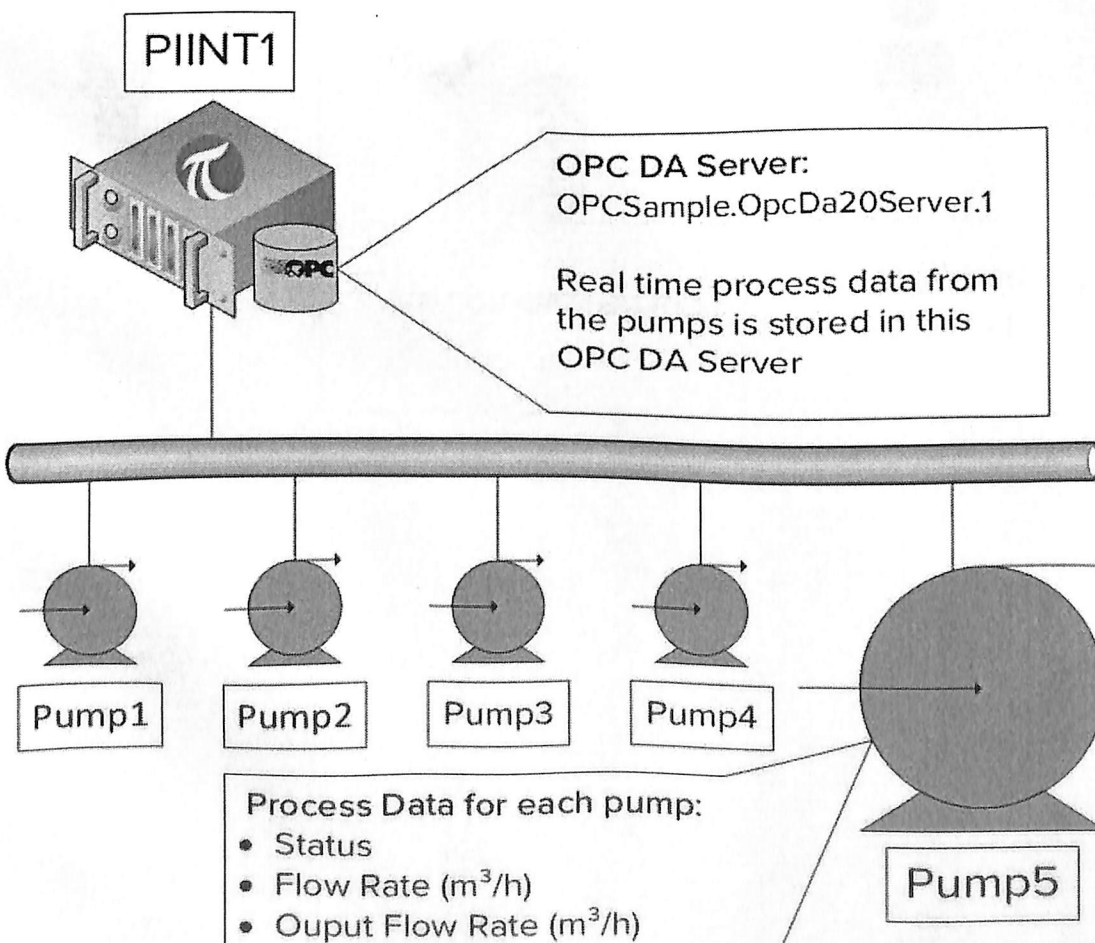 PIINT1
OPC DA Server:
OPCSample.OpcDa20Server.1
Real time process data from
the pumps is stored in this
OPC DA Server
OPC
Pump1
Pump2
Pump3
Pump4
Pump5
Process Data for each pump:
• Status
• Flow Rate (m³/h)
• Ouput Flow Rate (m³/h)